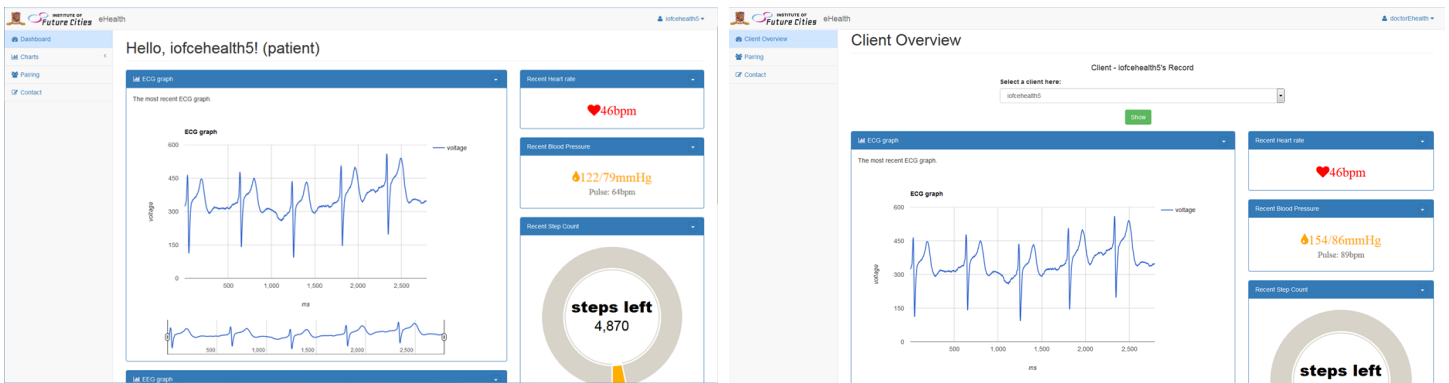 INSTITUTE OF
Future Cities
eHealth
iofcehealth5
Dashboard
Charts
Pairing
Contact
Hello, iofcehealth5! (patient)
ECG graph
The most recent ECG graph.
ECG graph
voltage
600
450
300
150
0
voltage
500 1,000 1,500 2,000 2,500
ms
500 1,000 1,500 2,000 2,500
EEG graph
Recent Heart rate
46bpm
Recent Blood Pressure
122/79mmHg
Pulse: 64bpm
Recent Step Count
steps left
4,870
INSTITUTE OF
Future Cities
eHealth
doctorEhealth
Client Overview
Pairing
Contact
Client Overview
Client - iofcehealth5's Record
Select a client here:
iofcehealth5
Show
ECG graph
The most recent ECG graph.
ECG graph
voltage
600
450
300
150
0
voltage
500 1,000 1,500 2,000 2,500
ms
Recent Heart rate
46bpm
Recent Blood Pressure
154/86mmHg
Pulse: 89bpm
Recent Step Count
steps left